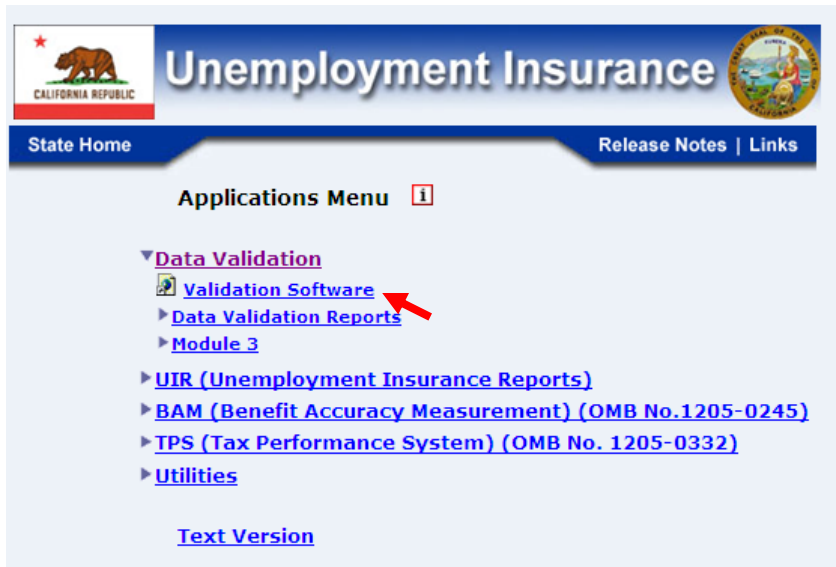 CALIFORNIA REPUBLIC
Unemployment Insurance
EUREKA
State Home
Release Notes | Links
Applications Menu i
Data Validation
Validation Software
Data Validation Reports
Module 3
UIR (Unemployment Insurance Reports)
BAM (Benefit Accuracy Measurement) (OMB No.1205-0245)
TPS (Tax Performance System) (OMB No. 1205-0332)
Utilities
Text Version